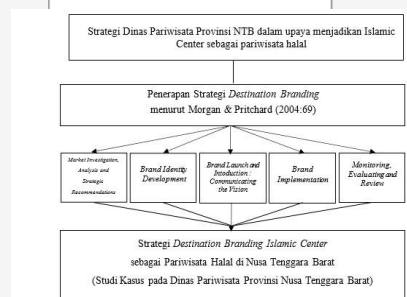 Strategi Dinas Pariwisata Provinsi NTB dalam upaya menjadikan Islamic
Center sebagai pariwisata halal
Penerapan Strategi Destination Branding
menurut Morgan & Pritchard (2004:69)
Market Investigation,
Analysis and
Strategic
Recommendations
Brand Identity
Development
Brand Launch and
Intoduction :
Communicating
the Vision
Brand
Implementation
Monitoring,
Evaluating and
Review
Strategi Destination Branding Islamic Center
sebagai Pariwisata Halal di Nusa Tenggara Barat
(Studi Kasus pada Dinas Pariwisata Provinsi Nusa Tenggara Barat)